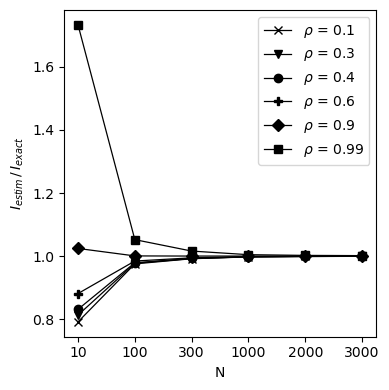 ρ = 0.1
ρ = 0.3
ρ = 0.4
ρ = 0.6
ρ = 0.9
ρ = 0.99
I_estim / I_exact
1.6
1.4
1.2
1.0
0.8
10 100 300 1000 2000 3000
N